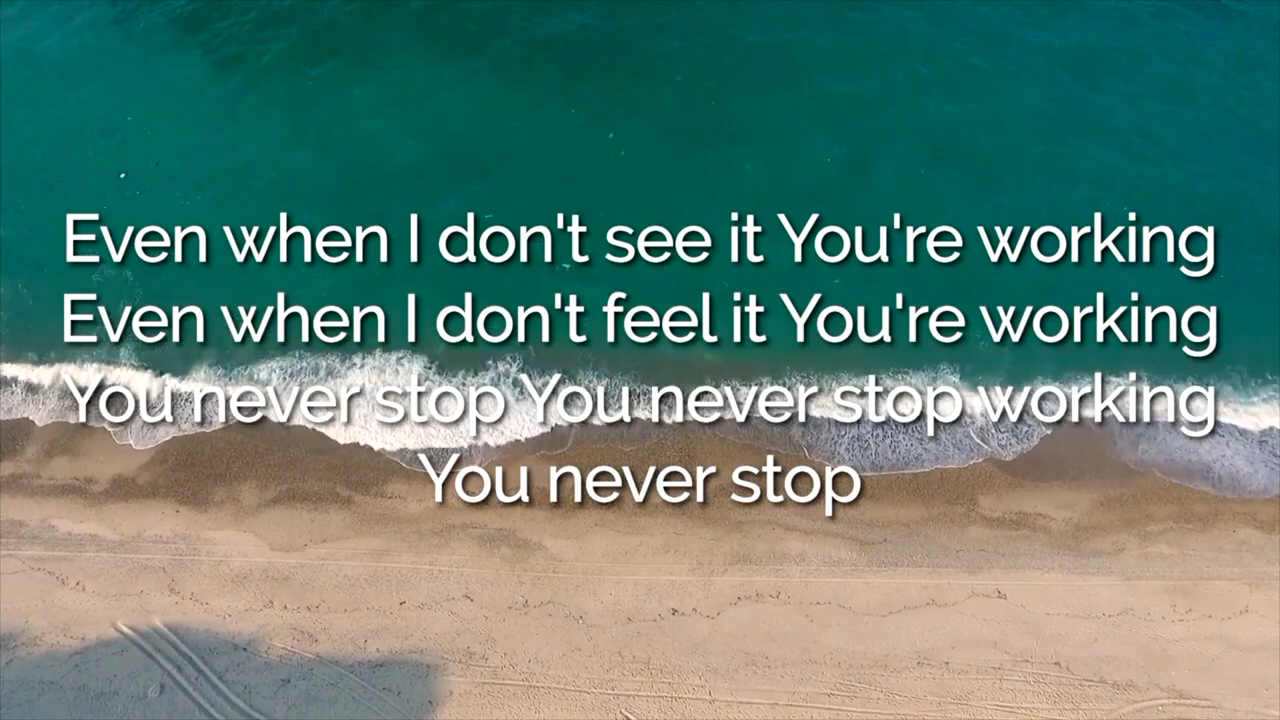 Even when I don't see it You're working
Even when I don't feel it You're working
You never stop You never stop working
You never stop